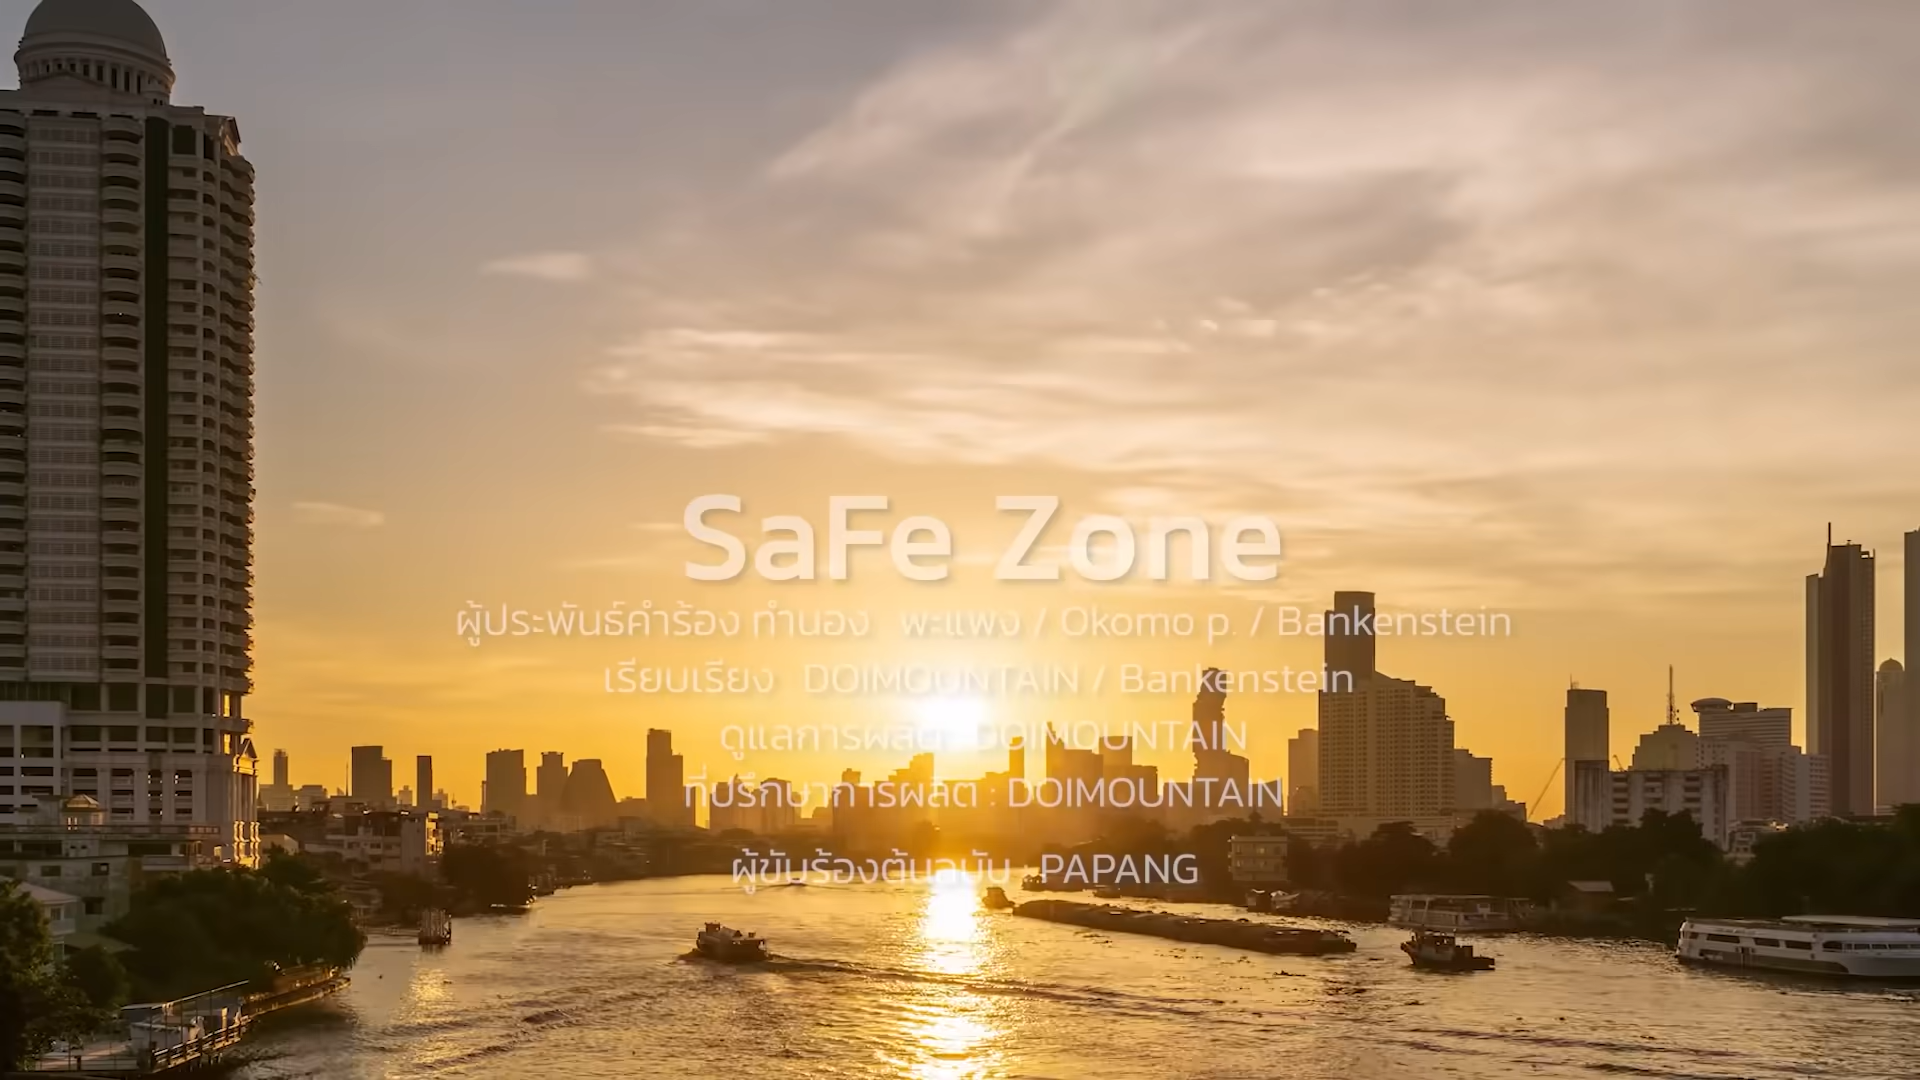 SaFe Zone
ผู้ประพันธ์คำร้อง ทำนอง : พะแพง / Okomo p. / Bankenstein
เรียบเรียง : DOIMOUNTAIN / Bankenstein
ดูแลการผลิต : DOIMOUNTAIN
ที่ปรึกษาการผลิต : DOIMOUNTAIN
ผู้ขับร้องต้นฉบับ : PAPANG